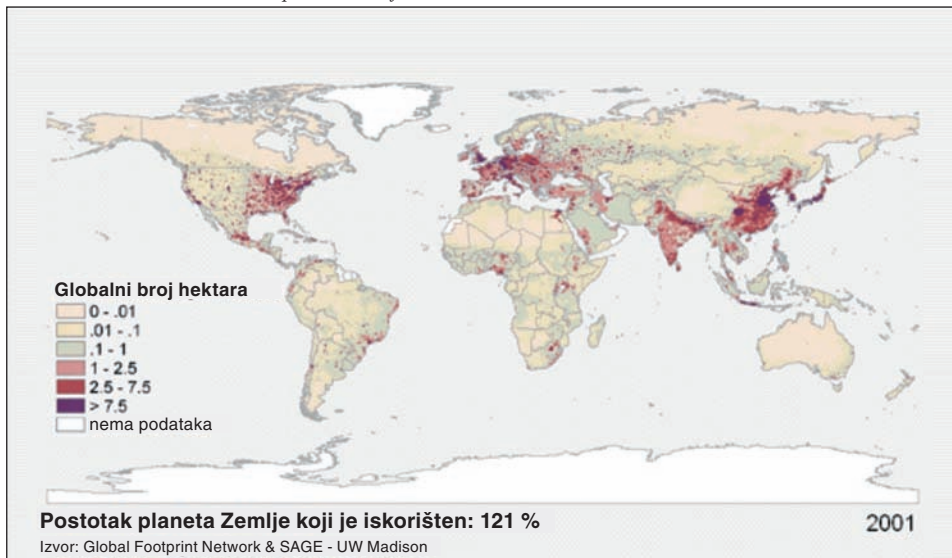 Globalni broj hektara
0 - .01
.01 - .1
.1 - 1
1 - 2.5
2.5 - 7.5
> 7.5
nema podataka
Postotak planeta Zemlje koji je iskorišten: 121 %
2001
Izvor: Global Footprint Network & SAGE - UW Madison